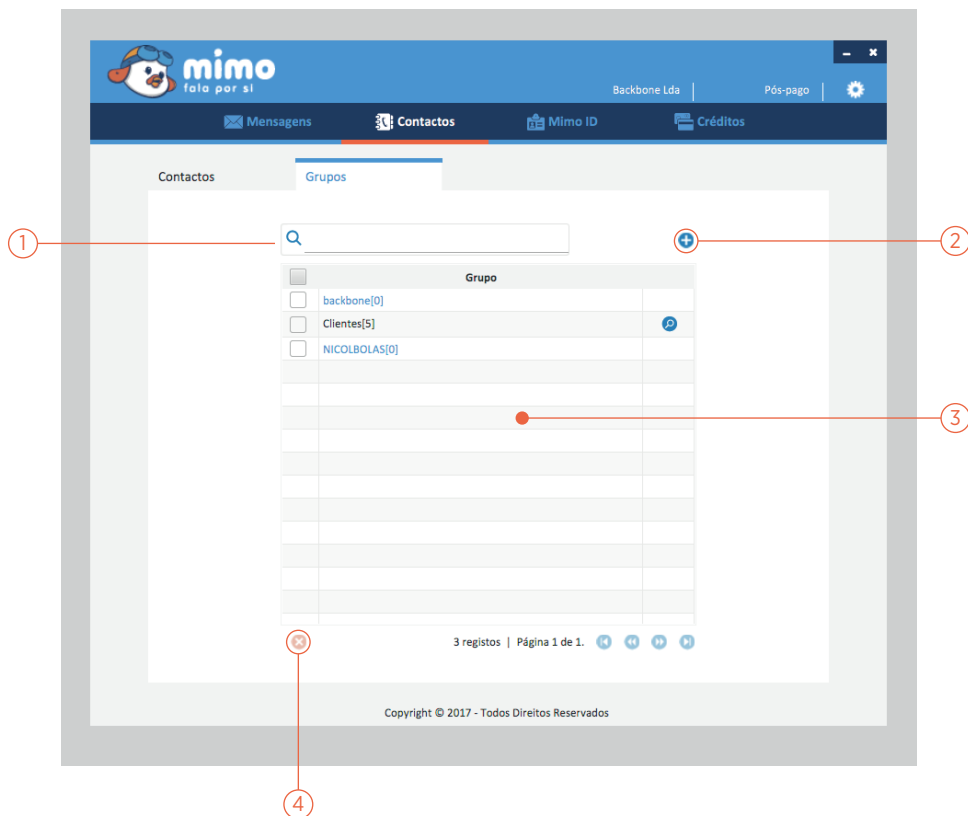 mimo
fala por si
Backbone Lda | Pós-pago |
Mensagens Contactos Mimo ID Créditos
Contactos Grupos
1
2
Grupo
backbone[0]
Clientes[5]
NICOLBOLAS[0]
3
3 registos | Página 1 de 1.
Copyright © 2017 - Todos Direitos Reservados
4